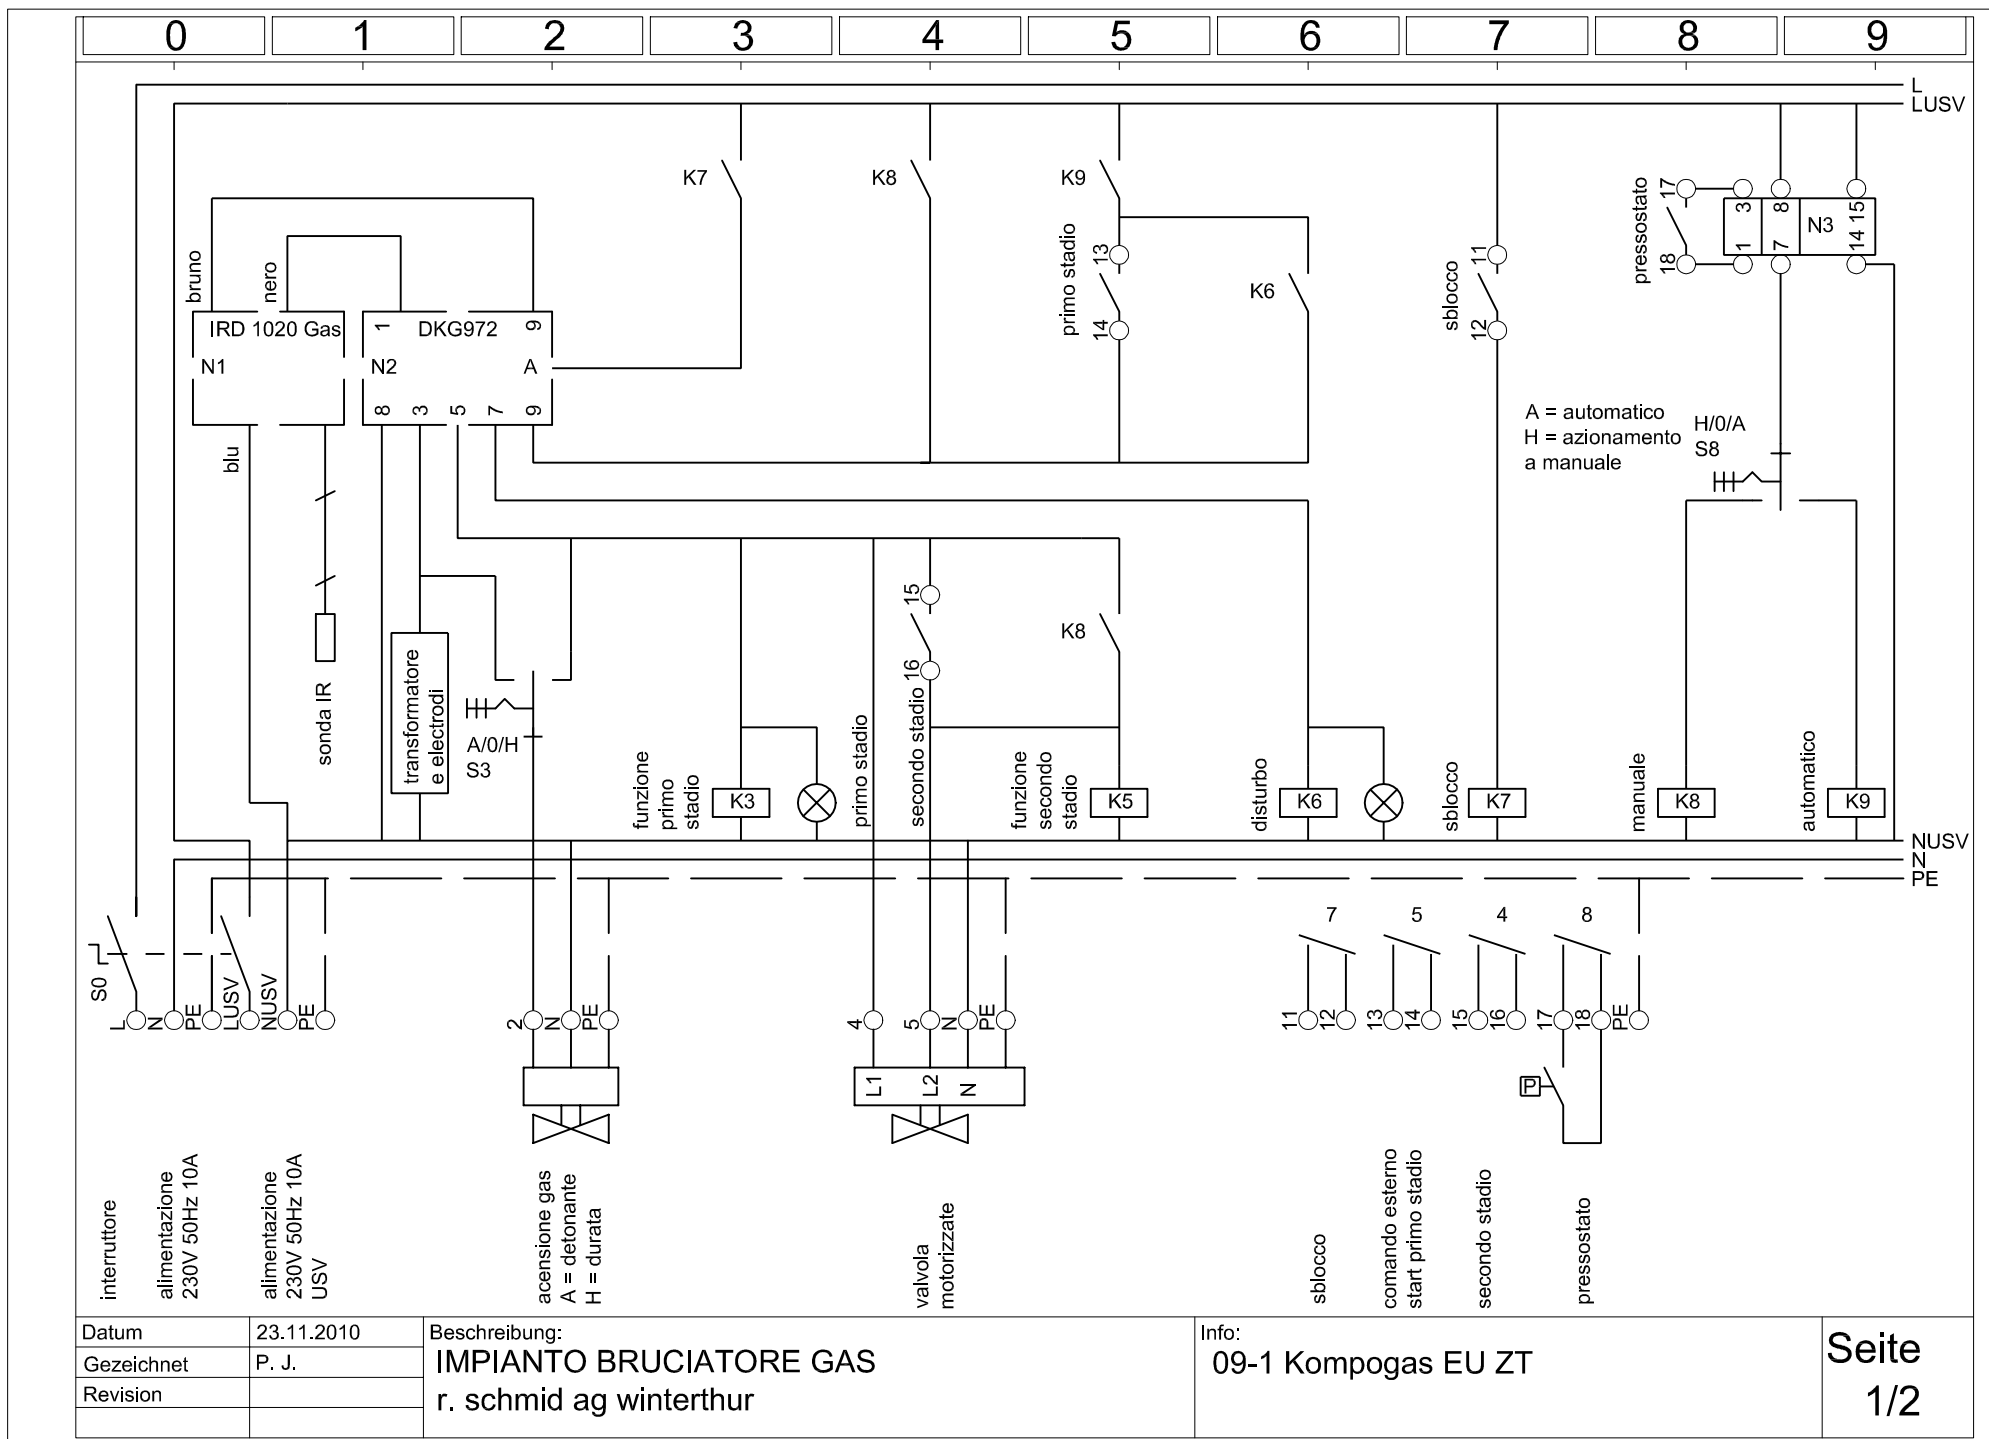 0 1 2 3 4 5 6 7 8 9
L
LUSV
K7
K8
K9
primo stadio
13
14
K6
sblocco
11
12
pressostato
17
18
3 8 15
1 7 14
N3
bruno
nero
IRD 1020 Gas
N1
1 DKG972 9
N2 A
8 3 5 7 9
blu
A = automatico
H = azionamento
a manuale
H/0/A
S8
sonda IR
transformatore
e electrodi
A/0/H
S3
funzione
primo
stadio
K3
primo stadio
secondo stadio
15
16
K8
funzione
secondo
stadio
K5
disturbo
K6
sblocco
K7
manuale
K8
automatico
K9
NUSV
N
PE
S0
L
N
PE
LUSV
NUSV
PE
2
N
PE
4
5
N
PE
L1 L2 N
7 5 4 8
11
12
13
14
15
16
17
18
PE
P
interruttore
alimentazione
230V 50Hz 10A
alimentazione
230V 50Hz 10A
USV
acensione gas
A = detonante
H = durata
valvola
motorizzate
sblocco
comando esterno
start primo stadio
secondo stadio
pressostato
Datum 23.11.2010
Gezeichnet P. J.
Revision
Beschreibung:
IMPIANTO BRUCIATORE GAS
r. schmid ag winterthur
Info:
09-1 Kompogas EU ZT
Seite
1/2